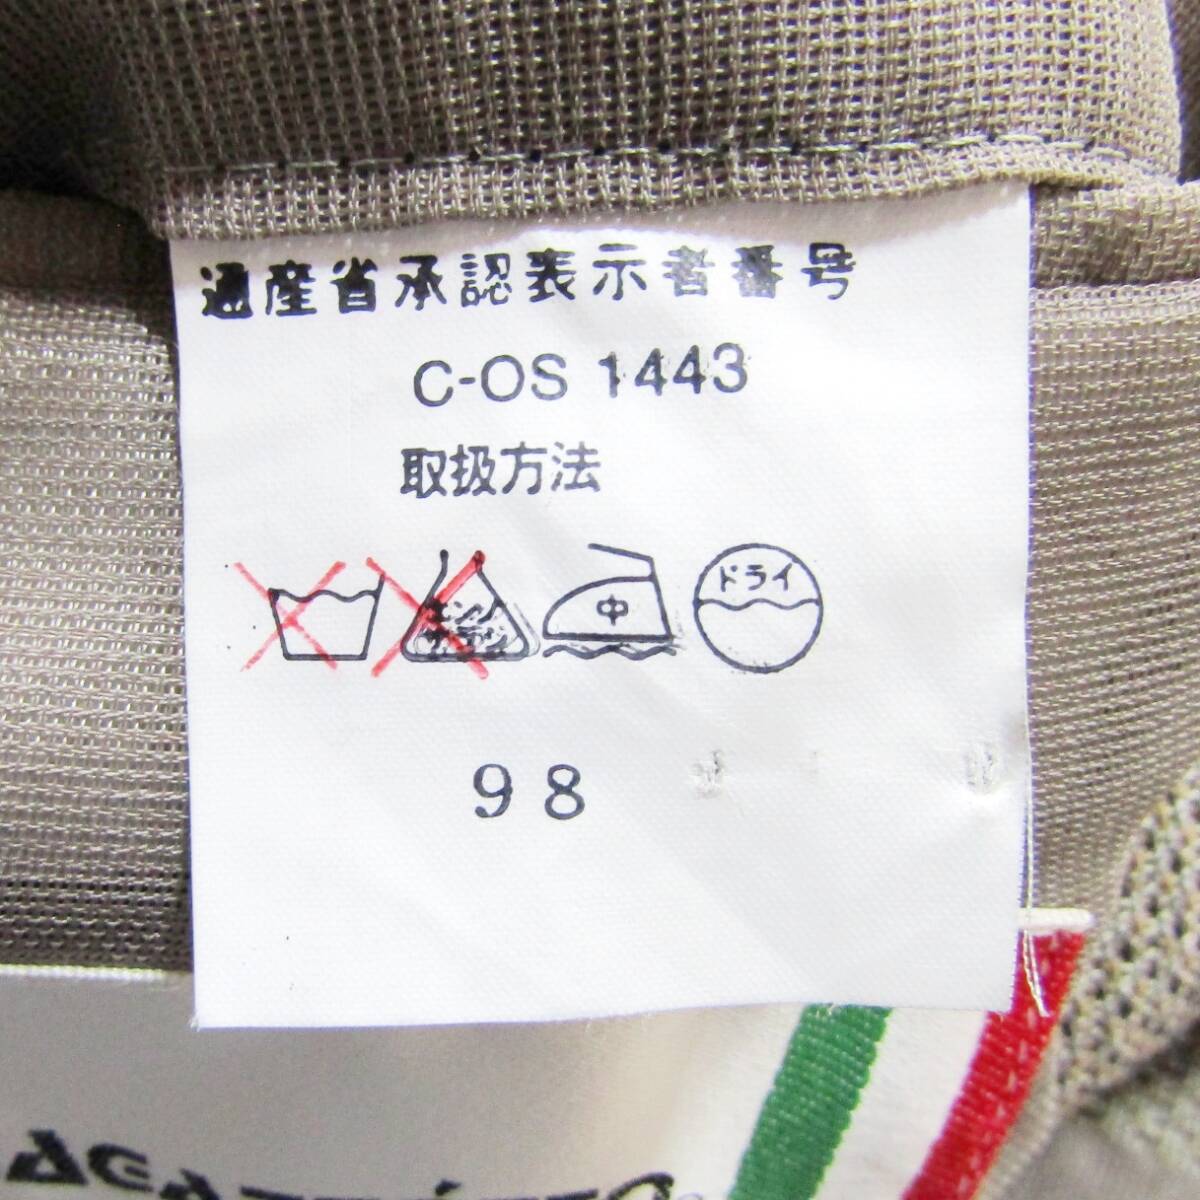 通産省承認表示者番号
C-OS 1443
取扱方法
中 ドライ
98